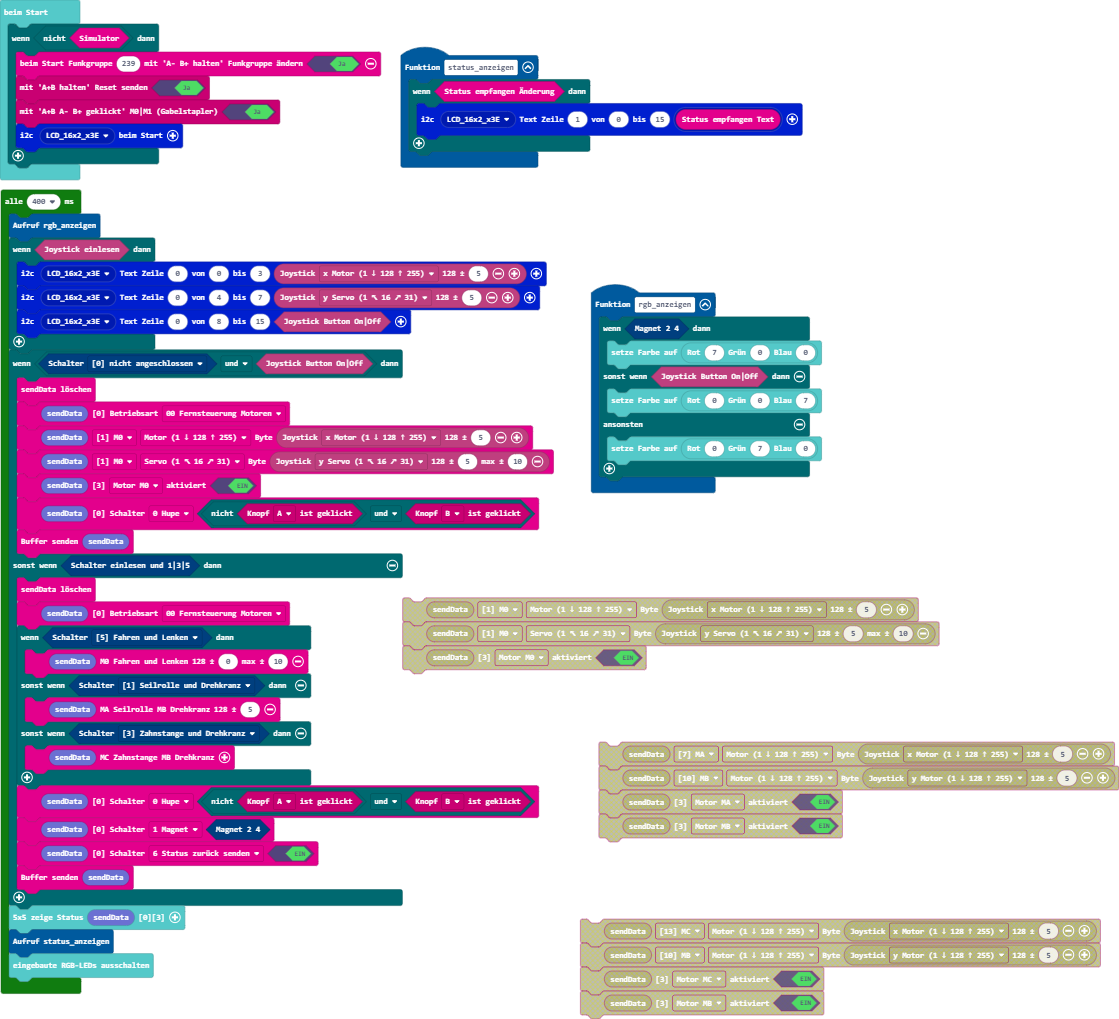 beim Start
wenn nicht Simulator dann
beim Start Funkgruppe 239 mit 'A- B+ halten' Funkgruppe ändern Ja
mit 'A+B halten' Reset senden Ja
mit 'A+B A- B+ geklickt' M0|M1 (Gabelstapler) Ja
i2c LCD_16x2_x3E beim Start
Funktion status_anzeigen
wenn Status empfangen Änderung dann
i2c LCD_16x2_x3E Text Zeile 1 von 0 bis 15 Status empfangen Text
alle 400 ms
Aufruf rgb_anzeigen
wenn Joystick einlesen dann
i2c LCD_16x2_x3E Text Zeile 0 von 0 bis 3 Joystick x Motor (1 ↓ 128 ↑ 255) 128 ± 5
i2c LCD_16x2_x3E Text Zeile 0 von 4 bis 7 Joystick y Servo (1 ↖ 16 ↗ 31) 128 ± 5
i2c LCD_16x2_x3E Text Zeile 0 von 8 bis 15 Joystick Button On|Off
wenn Schalter [0] nicht angeschlossen und Joystick Button On|Off dann
sendData löschen
sendData [0] Betriebsart 00 Fernsteuerung Motoren
sendData [1] M0 Motor (1 ↓ 128 ↑ 255) Byte Joystick x Motor (1 ↓ 128 ↑ 255) 128 ± 5
sendData [1] M0 Servo (1 ↖ 16 ↗ 31) Byte Joystick y Servo (1 ↖ 16 ↗ 31) 128 ± 5 max ± 10
sendData [3] Motor M0 aktiviert EIN
sendData [0] Schalter 0 Hupe nicht Knopf A ist geklickt und Knopf B ist geklickt
Buffer senden sendData
sonst wenn Schalter einlesen und 1|3|5 dann
sendData löschen
sendData [0] Betriebsart 00 Fernsteuerung Motoren
wenn Schalter [5] Fahren und Lenken dann
sendData M0 Fahren und Lenken 128 ± 0 max ± 10
sonst wenn Schalter [1] Seilrolle und Drehkranz dann
sendData MA Seilrolle MB Drehkranz 128 ± 5
sonst wenn Schalter [3] Zahnstange und Drehkranz dann
sendData MC Zahnstange MB Drehkranz
sendData [0] Schalter 0 Hupe nicht Knopf A ist geklickt und Knopf B ist geklickt
sendData [0] Schalter 1 Magnet Magnet 2 4
sendData [0] Schalter 6 Status zurück senden EIN
Buffer senden sendData
5x5 zeige Status sendData [0][3]
Aufruf status_anzeigen
eingebaute RGB-LEDs ausschalten
Funktion rgb_anzeigen
wenn Magnet 2 4 dann
setze Farbe auf Rot 7 Grün 0 Blau 0
sonst wenn Joystick Button On|Off dann
setze Farbe auf Rot 0 Grün 0 Blau 7
ansonsten
setze Farbe auf Rot 0 Grün 7 Blau 0
sendData [1] M0 Motor (1 ↓ 128 ↑ 255) Byte Joystick x Motor (1 ↓ 128 ↑ 255) 128 ± 5
sendData [1] M0 Servo (1 ↖ 16 ↗ 31) Byte Joystick y Servo (1 ↖ 16 ↗ 31) 128 ± 5 max ± 10
sendData [3] Motor M0 aktiviert EIN
sendData [7] MA Motor (1 ↓ 128 ↑ 255) Byte Joystick x Motor (1 ↓ 128 ↑ 255) 128 ± 5
sendData [10] MB Motor (1 ↓ 128 ↑ 255) Byte Joystick y Motor (1 ↓ 128 ↑ 255) 128 ± 5
sendData [3] Motor MA aktiviert EIN
sendData [3] Motor MB aktiviert EIN
sendData [13] MC Motor (1 ↓ 128 ↑ 255) Byte Joystick x Motor (1 ↓ 128 ↑ 255) 128 ± 5
sendData [10] MB Motor (1 ↓ 128 ↑ 255) Byte Joystick y Motor (1 ↓ 128 ↑ 255) 128 ± 5
sendData [3] Motor MC aktiviert EIN
sendData [3] Motor MB aktiviert EIN